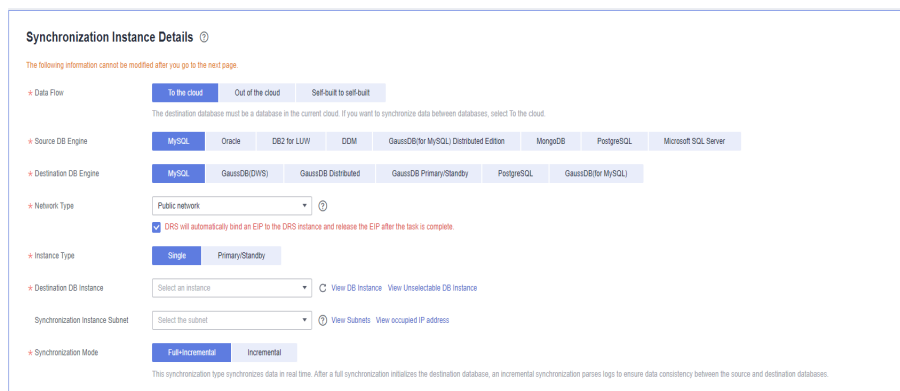 Synchronization Instance Details ?
The following information cannot be modified after you go to the next page.
* Data Flow To the cloud Out of the cloud Self-built to self-built
The destination database must be a database in the current cloud. If you want to synchronize data between databases, select To the cloud.
* Source DB Engine MySQL Oracle DB2 for LUW DDM GaussDB(for MySQL) Distributed Edition MongoDB PostgreSQL Microsoft SQL Server
* Destination DB Engine MySQL GaussDB(DWS) GaussDB Distributed GaussDB Primary/Standby PostgreSQL GaussDB(for MySQL)
* Network Type Public network ?
DRS will automatically bind an EIP to the DRS instance and release the EIP after the task is complete.
* Instance Type Single Primary/Standby
* Destination DB Instance Select an instance View DB Instance View Unselectable DB Instance
Synchronization Instance Subnet Select the subnet ? View Subnets View occupied IP address
* Synchronization Mode Full+Incremental Incremental
This synchronization type synchronizes data in real time. After a full synchronization initializes the destination database, an incremental synchronization parses logs to ensure data consistency between the source and destination databases.